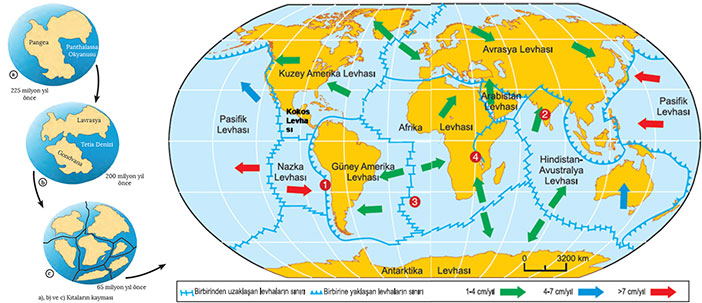 Pangea
Panthalassa
Okyanusu
a
225 milyon yıl
önce
Lavrasya
Tetis Denizi
Gondvana
b
200 milyon yıl
önce
c
65 milyon yıl önce
a), b) ve c) Kıtaların kayması
Kuzey Amerika Levhası
Avrasya Levhası
Arabistan
Levhası
Kokos
Levha
sı
Pasifik
Levhası
Afrika
Levhası
Pasifik
Levhası
Nazka
Levhası
Güney Amerika
Levhası
Hindistan-
Avustralya
Levhası
1
2
3
4
0
3200 km
Antarktika Levhası
Birbirinden uzaklaşan levhaların sınırı
Birbirine yaklaşan levhaların sınırı
1-4 cm/yıl
4-7 cm/yıl
>7 cm/yıl